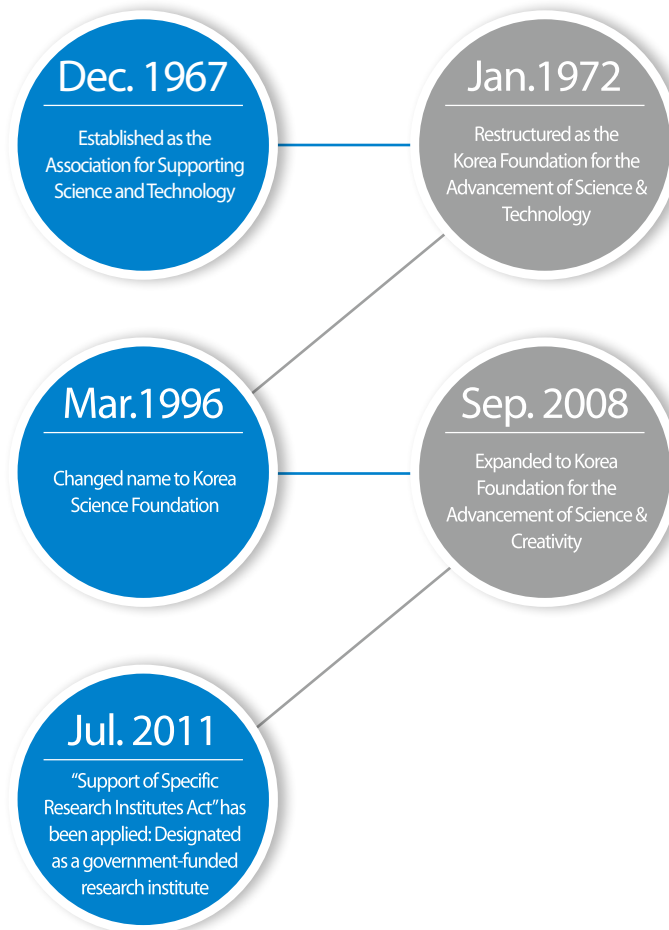 Dec. 1967
Established as the
Association for Supporting
Science and Technology
Jan.1972
Restructured as the
Korea Foundation for the
Advancement of Science &
Technology
Mar.1996
Changed name to Korea
Science Foundation
Sep. 2008
Expanded to Korea
Foundation for the
Advancement of Science &
Creativity
Jul. 2011
“Support of Specific
Research Institutes Act” has
been applied: Designated
as a government-funded
research institute